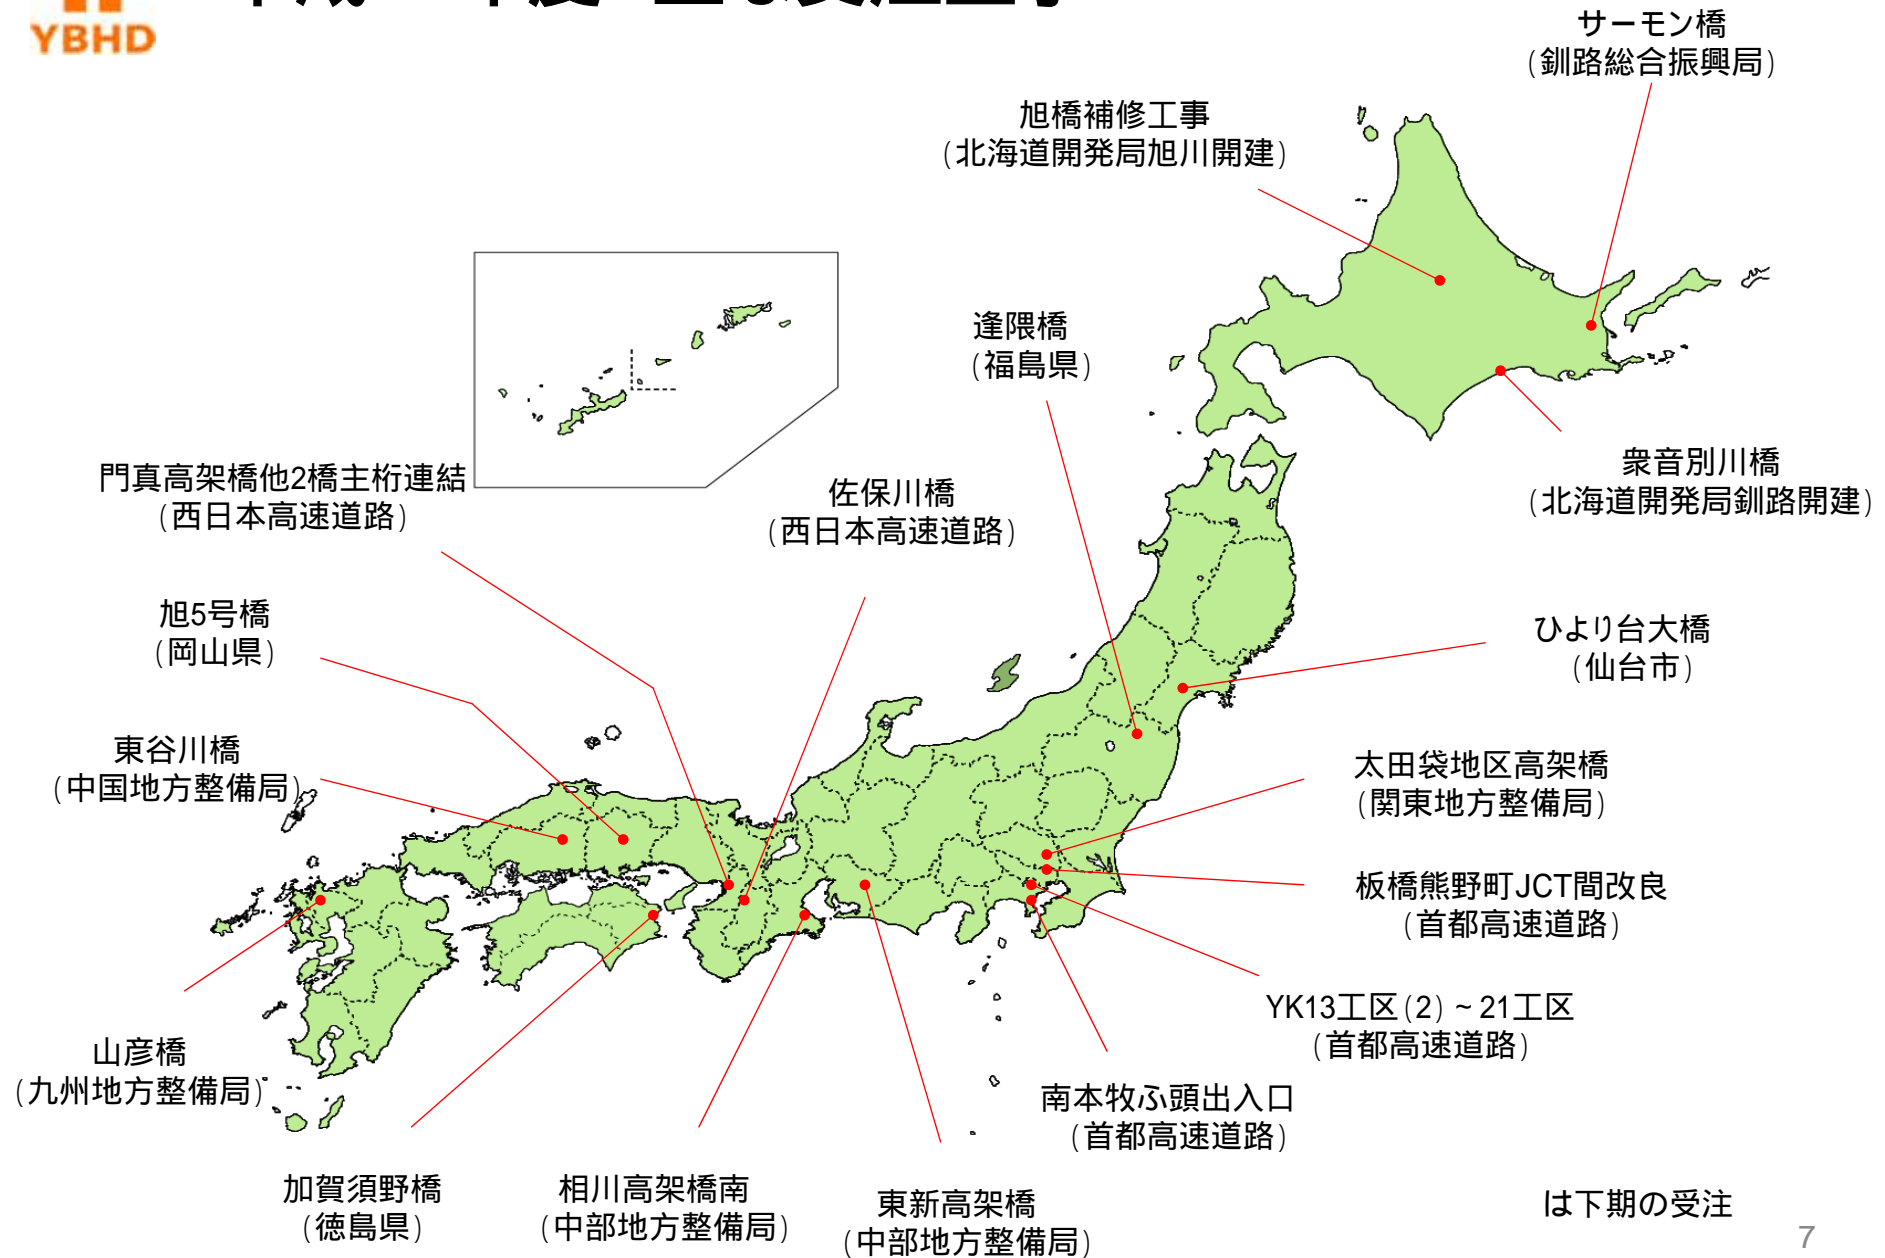 YBHD
サーモン橋
(釧路総合振興局)
旭橋補修工事
(北海道開発局旭川開建)
逢隈橋
(福島県)
衆音別川橋
(北海道開発局釧路開建)
門真高架橋他2橋主桁連結
(西日本高速道路)
佐保川橋
(西日本高速道路)
旭5号橋
(岡山県)
ひより台大橋
(仙台市)
東谷川橋
(中国地方整備局)
太田袋地区高架橋
(関東地方整備局)
板橋熊野町JCT間改良
(首都高速道路)
YK13工区(2)~21工区
(首都高速道路)
山彦橋
(九州地方整備局)
南本牧ふ頭出入口
(首都高速道路)
加賀須野橋
(徳島県)
相川高架橋南
(中部地方整備局)
東新高架橋
(中部地方整備局)
は下期の受注
7